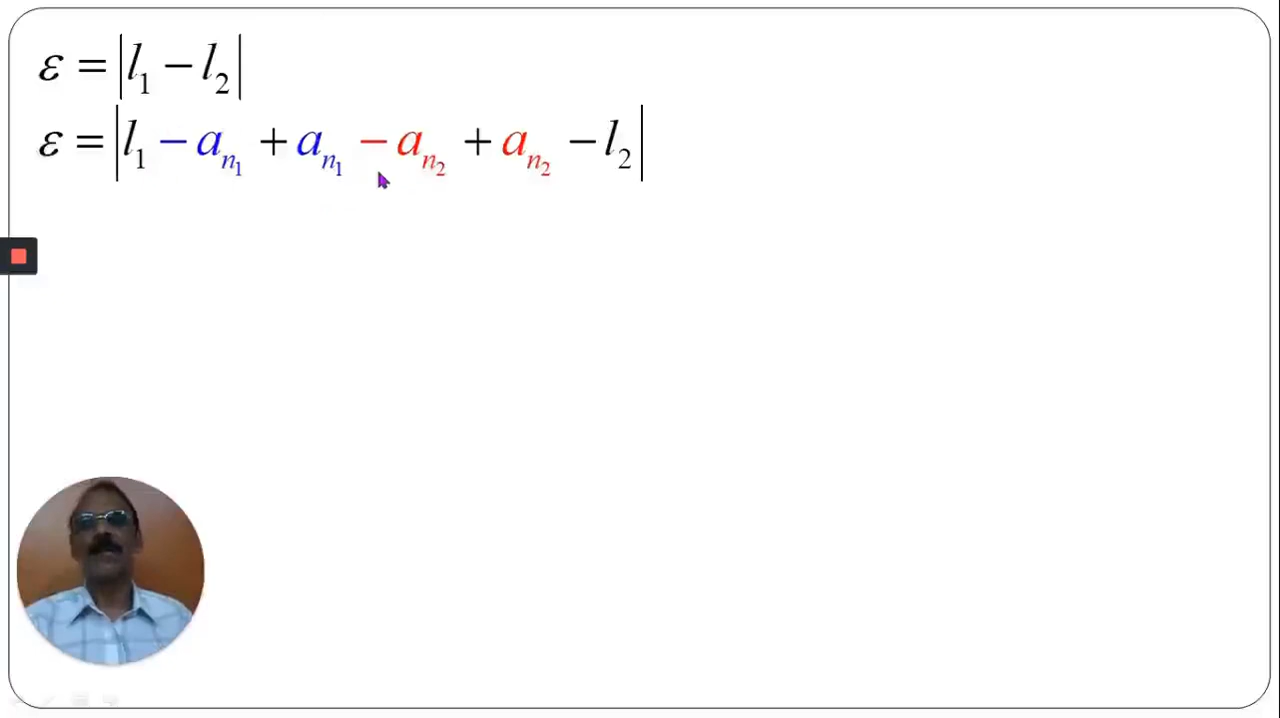 ε = |l₁ − l₂|
ε = |l₁ − aₙ₁ + aₙ₁ − aₙ₂ + aₙ₂ − l₂|